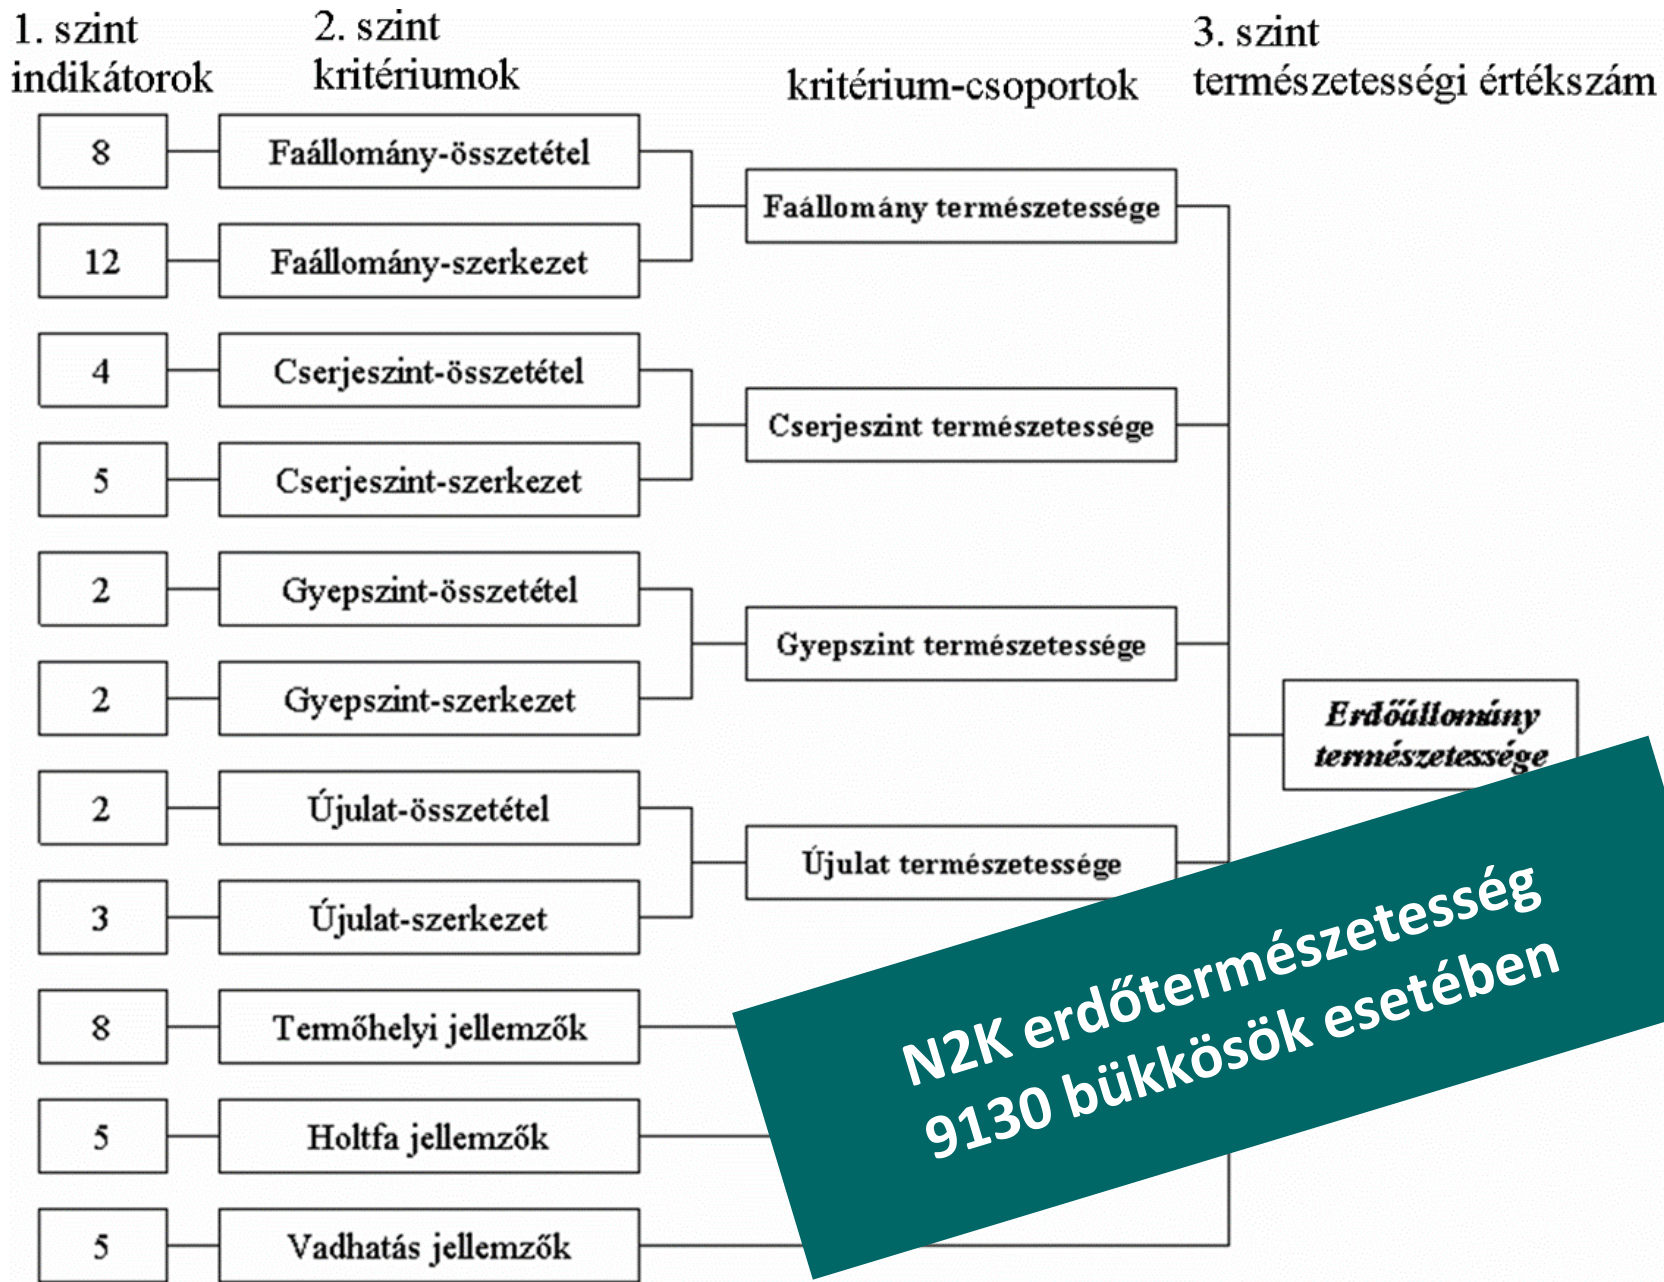 1. szint
indikátorok
2. szint
kritériumok
kritérium-csoportok
3. szint
természetességi értékszám
8
Faállomány-összetétel
12
Faállomány-szerkezet
Faállomány természetessége
4
Cserjeszint-összetétel
5
Cserjeszint-szerkezet
Cserjeszint természetessége
2
Gyepszint-összetétel
2
Gyepszint-szerkezet
Gyepszint természetessége
2
Újulat-összetétel
3
Újulat-szerkezet
Újulat természetessége
8
Termőhelyi jellemzők
5
Holtfa jellemzők
5
Vadhatás jellemzők
Erdőállomány
természetessége
N2K erdőtermészetesség
9130 bükkösök esetében